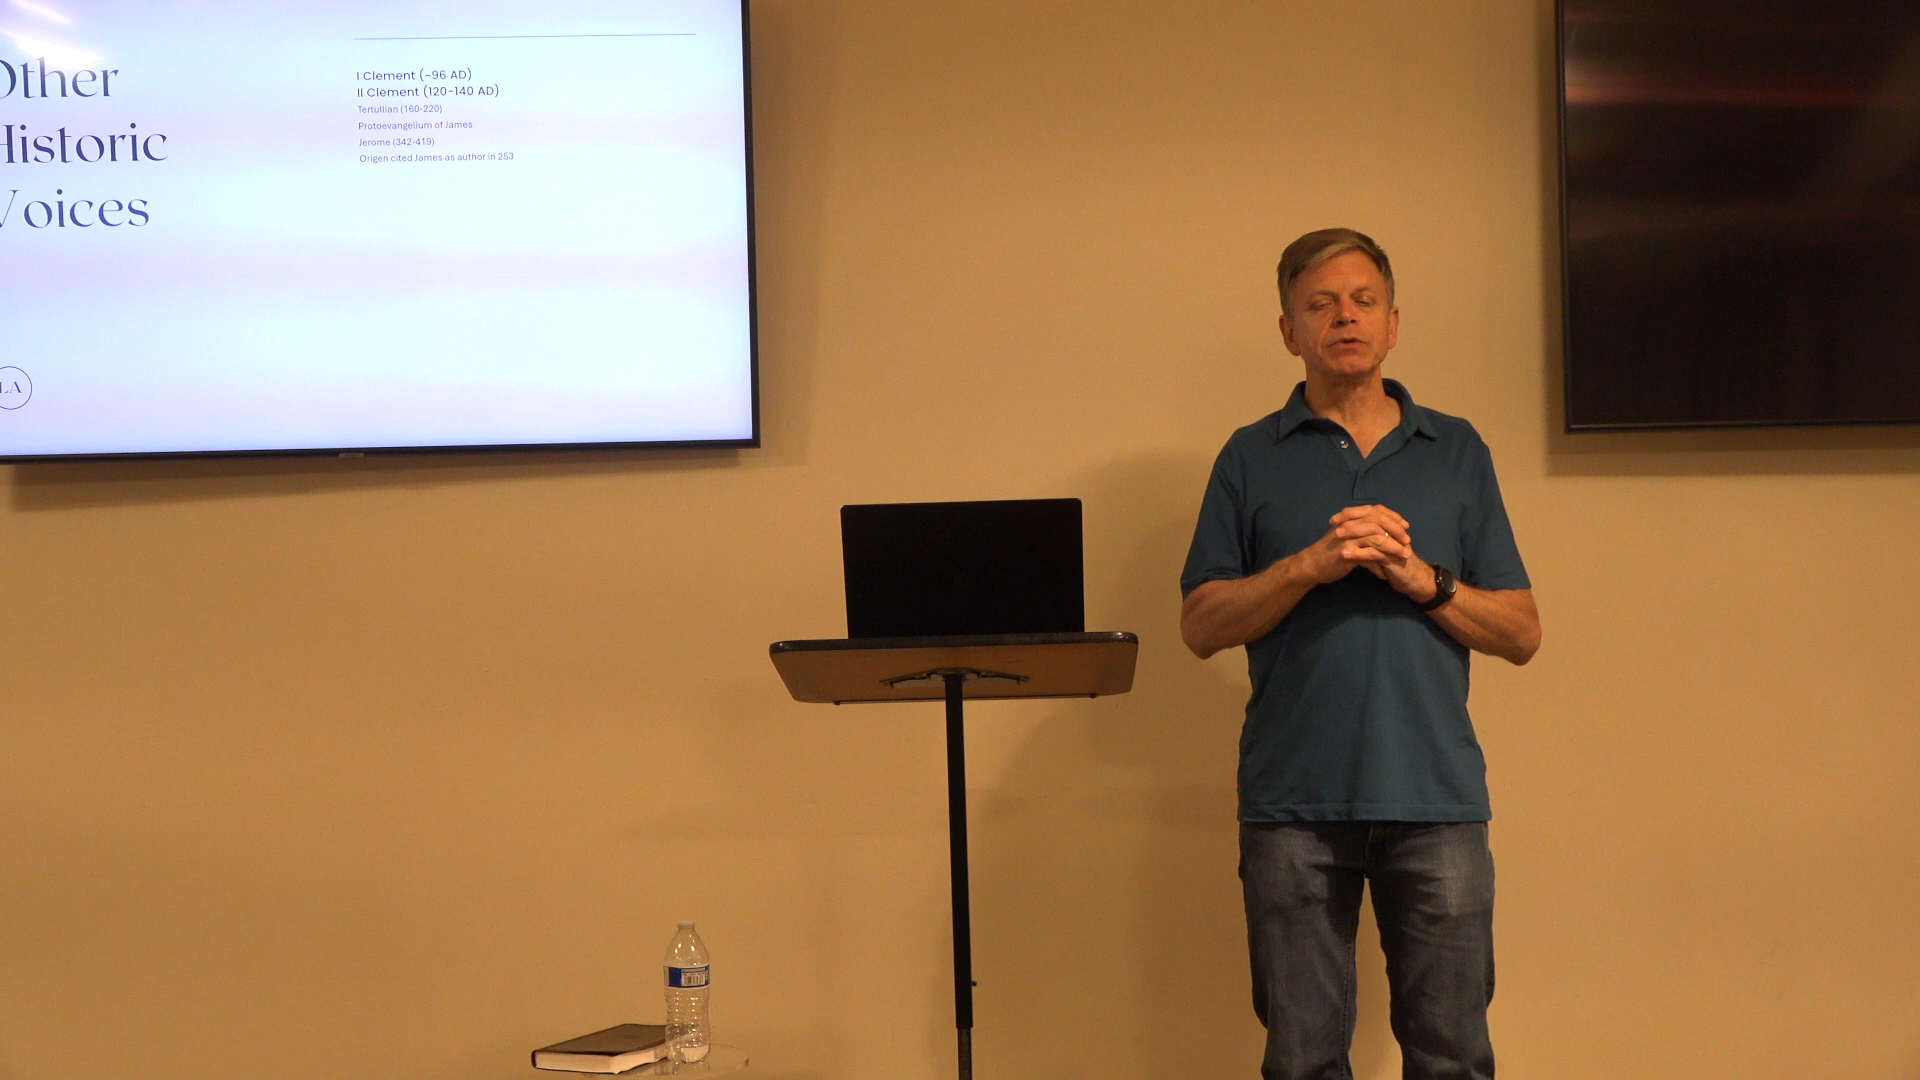 Other
Historic
Voices
I Clement (~96 AD)
II Clement (120-140 AD)
Tertullian (160-220)
Protoevangelium of James
Jerome (342-419)
Origen cited James as author in 253
LA